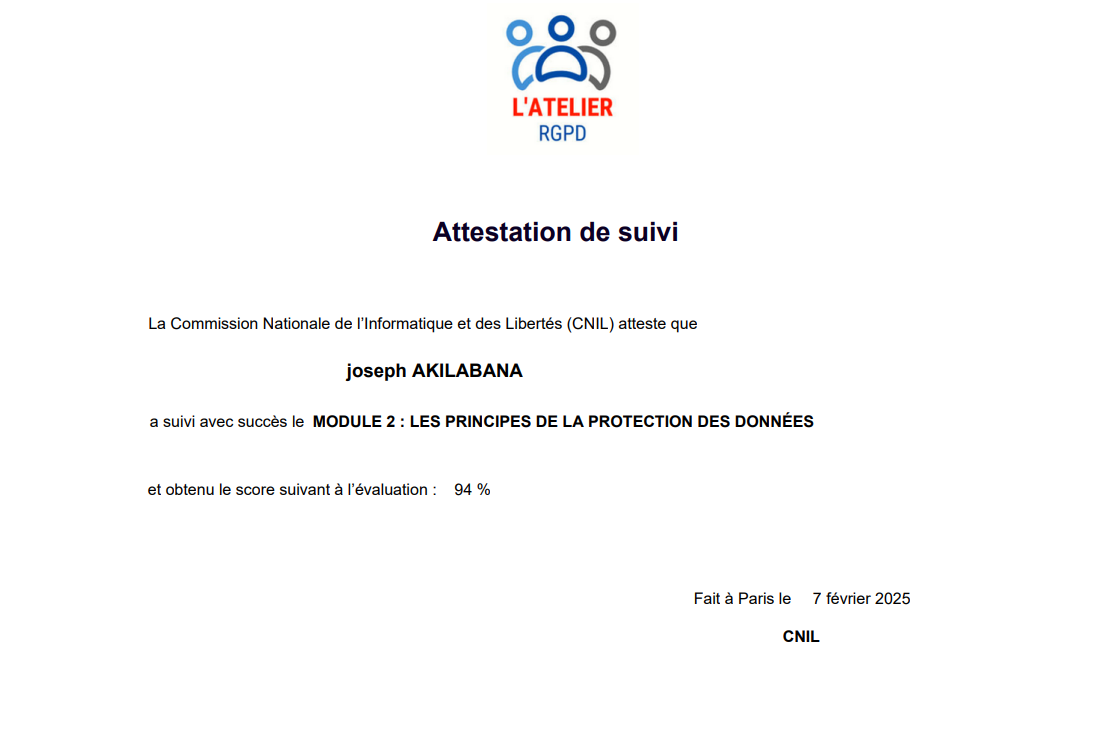 L'ATELIER
RGPD
Attestation de suivi
La Commission Nationale de l’Informatique et des Libertés (CNIL) atteste que
joseph AKILABANA
a suivi avec succès le MODULE 2 : LES PRINCIPES DE LA PROTECTION DES DONNÉES
et obtenu le score suivant à l’évaluation : 94 %
Fait à Paris le 7 février 2025
CNIL